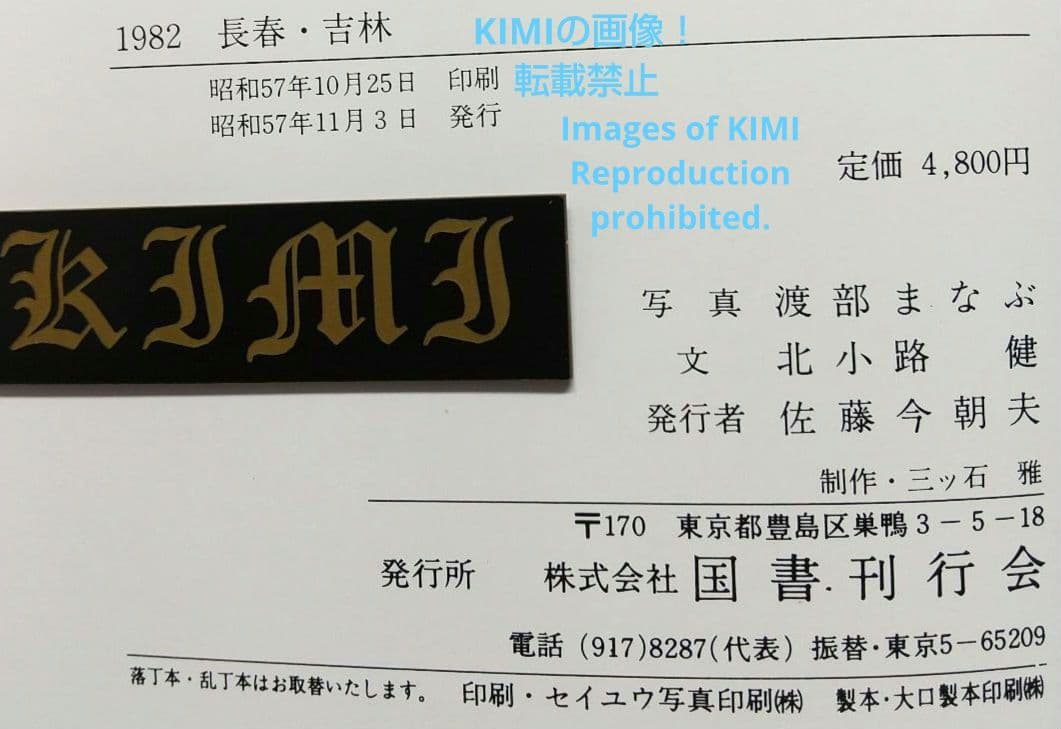 1982 長春・吉林
KIMIの画像！
転載禁止
Images of KIMI
Reproduction
prohibited.
昭和57年10月25日 印刷
昭和57年11月3日 発行
定価 4,800円
KIMI
写真 渡部まなぶ
文 北小路 健
発行者 佐藤今朝夫
制作・三ッ石 雅
〒170 東京都豊島区巣鴨3-5-18
発行所 株式会社 国書刊行会
電話 (917)8287(代表) 振替・東京5-65209
落丁本・乱丁本はお取替いたします。 印刷・セイユウ写真印刷㈱ 製本・大口製本印刷㈱